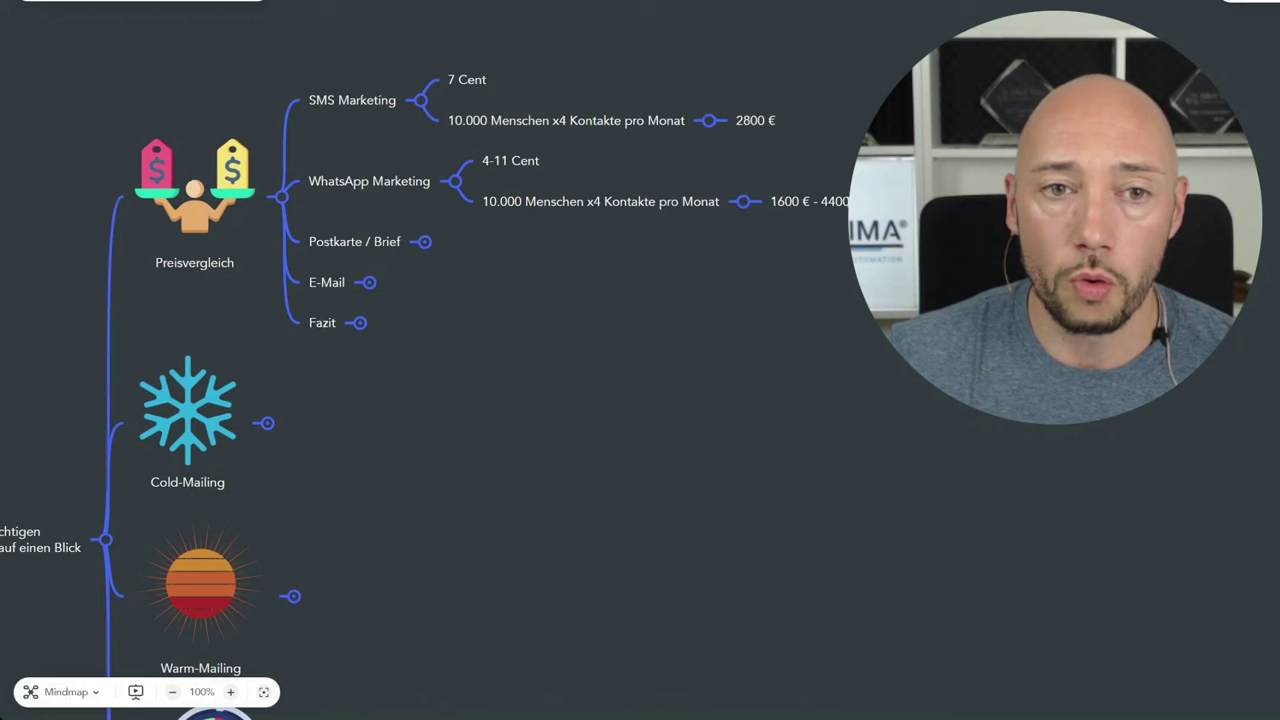 SMS Marketing
7 Cent
10.000 Menschen x4 Kontakte pro Monat
2800 €
WhatsApp Marketing
4-11 Cent
10.000 Menschen x4 Kontakte pro Monat
1600 € - 4400
Postkarte / Brief
E-Mail
Fazit
Preisvergleich
Cold-Mailing
auf einen Blick
Warm-Mailing
Mindmap
100%